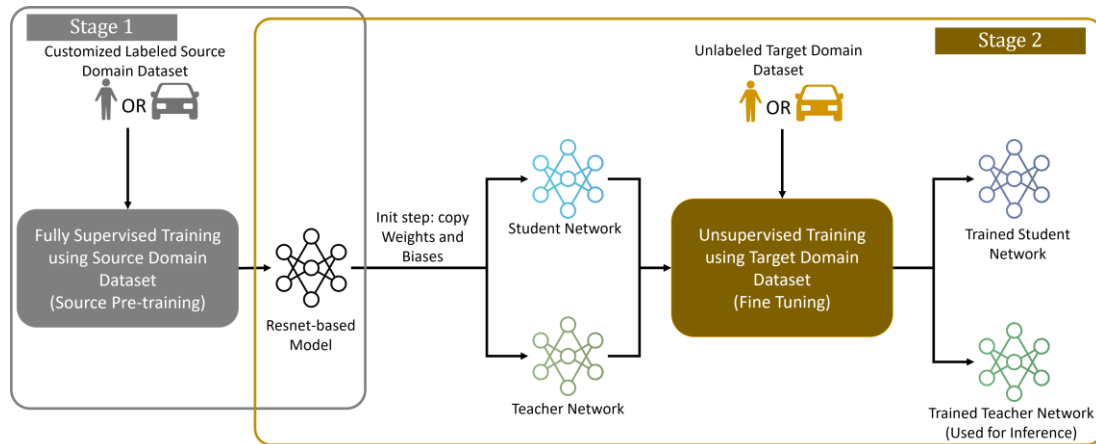 Stage 1
Customized Labeled Source
Domain Dataset
OR
Fully Supervised Training
using Source Domain
Dataset
(Source Pre-training)
Resnet-based
Model
Init step: copy
Weights and
Biases
Student Network
Teacher Network
Stage 2
Unlabeled Target Domain
Dataset
OR
Unsupervised Training
using Target Domain
Dataset
(Fine Tuning)
Trained Student
Network
Trained Teacher Network
(Used for Inference)